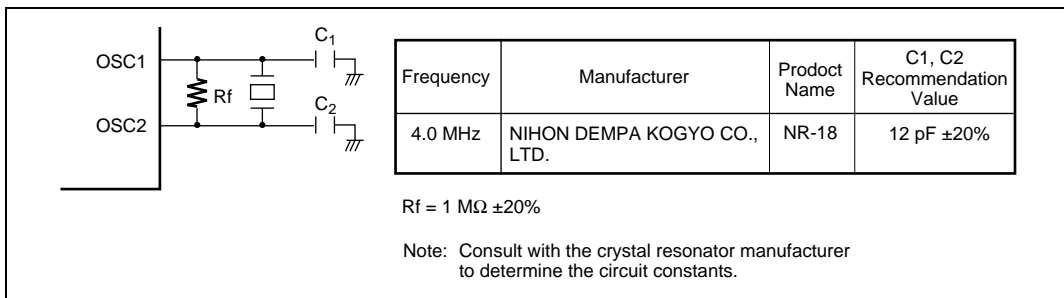 OSC1
OSC2
Rf
C1
C2
Frequency
Manufacturer
Product
Name
C1, C2
Recommendation
Value
4.0 MHz
NIHON DEMPA KOGYO CO.,
LTD.
NR-18
12 pF ±20%
Rf = 1 MΩ ±20%
Note: Consult with the crystal resonator manufacturer
to determine the circuit constants.